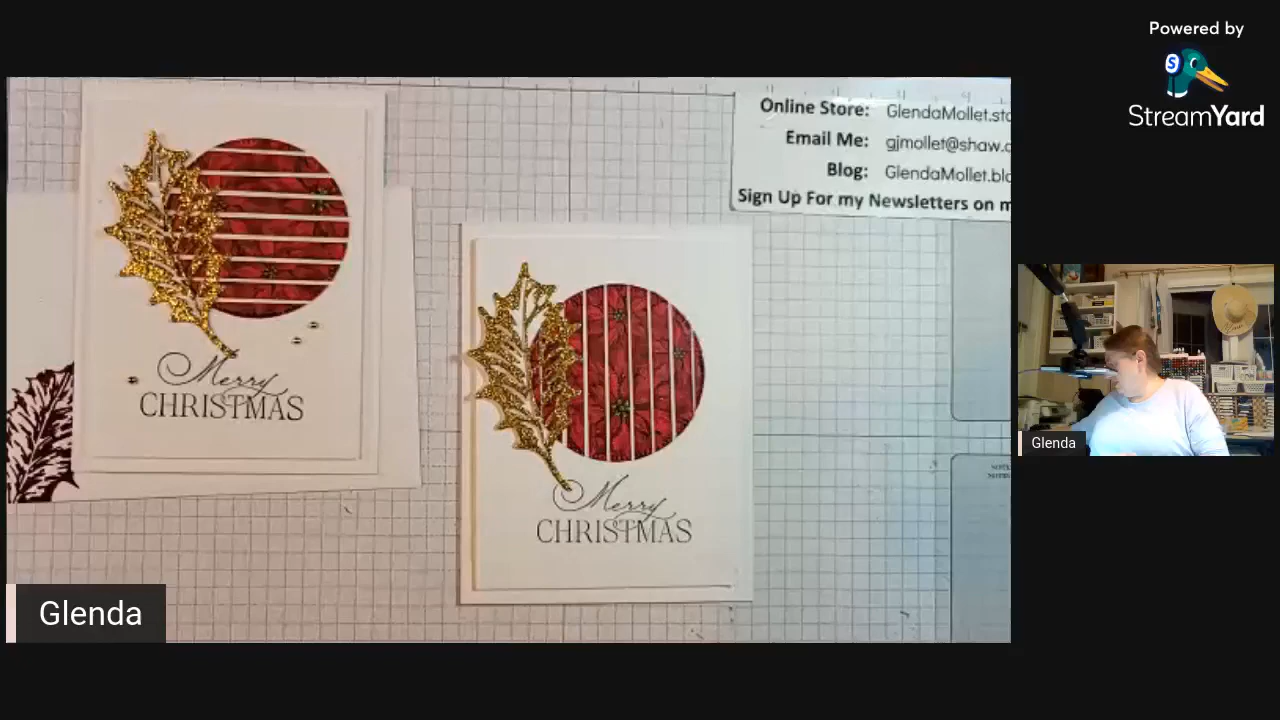 Powered by
StreamYard
Online Store: GlendaMollet.sto
Email Me: gjmollet@shaw.c
Blog: GlendaMollet.blo
Sign Up For my Newsletters on m
Merry
CHRISTMAS
Merry
CHRISTMAS
Glenda
Glenda